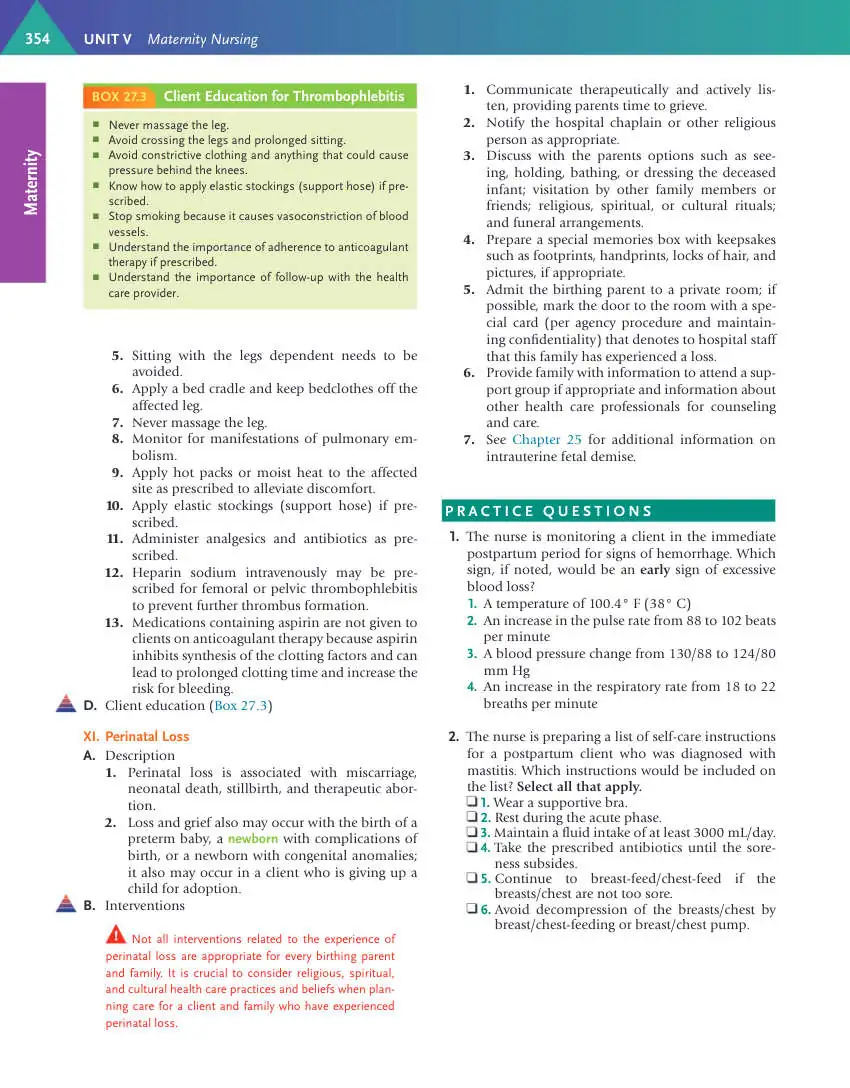 354
UNIT V Maternity Nursing
Maternity
BOX 27.3 Client Education for Thrombophlebitis
■ Never massage the leg.
■ Avoid crossing the legs and prolonged sitting.
■ Avoid constrictive clothing and anything that could cause
pressure behind the knees.
■ Know how to apply elastic stockings (support hose) if pre-
scribed.
■ Stop smoking because it causes vasoconstriction of blood
vessels.
■ Understand the importance of adherence to anticoagulant
therapy if prescribed.
■ Understand the importance of follow-up with the health
care provider.
5. Sitting with the legs dependent needs to be
avoided.
6. Apply a bed cradle and keep bedclothes off the
affected leg.
7. Never massage the leg.
8. Monitor for manifestations of pulmonary em-
bolism.
9. Apply hot packs or moist heat to the affected
site as prescribed to alleviate discomfort.
10. Apply elastic stockings (support hose) if pre-
scribed.
11. Administer analgesics and antibiotics as pre-
scribed.
12. Heparin sodium intravenously may be pre-
scribed for femoral or pelvic thrombophlebitis
to prevent further thrombus formation.
13. Medications containing aspirin are not given to
clients on anticoagulant therapy because aspirin
inhibits synthesis of the clotting factors and can
lead to prolonged clotting time and increase the
risk for bleeding.
D. Client education (Box 27.3)
XI. Perinatal Loss
A. Description
1. Perinatal loss is associated with miscarriage,
neonatal death, stillbirth, and therapeutic abor-
tion.
2. Loss and grief also may occur with the birth of a
preterm baby, a newborn with complications of
birth, or a newborn with congenital anomalies;
it also may occur in a client who is giving up a
child for adoption.
B. Interventions
Not all interventions related to the experience of
perinatal loss are appropriate for every birthing parent
and family. It is crucial to consider religious, spiritual,
and cultural health care practices and beliefs when plan-
ning care for a client and family who have experienced
perinatal loss.
1. Communicate therapeutically and actively lis-
ten, providing parents time to grieve.
2. Notify the hospital chaplain or other religious
person as appropriate.
3. Discuss with the parents options such as see-
ing, holding, bathing, or dressing the deceased
infant; visitation by other family members or
friends; religious, spiritual, or cultural rituals;
and funeral arrangements.
4. Prepare a special memories box with keepsakes
such as footprints, handprints, locks of hair, and
pictures, if appropriate.
5. Admit the birthing parent to a private room; if
possible, mark the door to the room with a spe-
cial card (per agency procedure and maintain-
ing confidentiality) that denotes to hospital staff
that this family has experienced a loss.
6. Provide family with information to attend a sup-
port group if appropriate and information about
other health care professionals for counseling
and care.
7. See Chapter 25 for additional information on
intrauterine fetal demise.
PRACTICE QUESTIONS
1. The nurse is monitoring a client in the immediate
postpartum period for signs of hemorrhage. Which
sign, if noted, would be an early sign of excessive
blood loss?
1. A temperature of 100.4° F (38° C)
2. An increase in the pulse rate from 88 to 102 beats
per minute
3. A blood pressure change from 130/88 to 124/80
mm Hg
4. An increase in the respiratory rate from 18 to 22
breaths per minute
2. The nurse is preparing a list of self-care instructions
for a postpartum client who was diagnosed with
mastitis. Which instructions would be included on
the list? Select all that apply.
❏ 1. Wear a supportive bra.
❏ 2. Rest during the acute phase.
❏ 3. Maintain a fluid intake of at least 3000 mL/day.
❏ 4. Take the prescribed antibiotics until the sore-
ness subsides.
❏ 5. Continue to breast-feed/chest-feed if the
breasts/chest are not too sore.
❏ 6. Avoid decompression of the breasts/chest by
breast/chest-feeding or breast/chest pump.